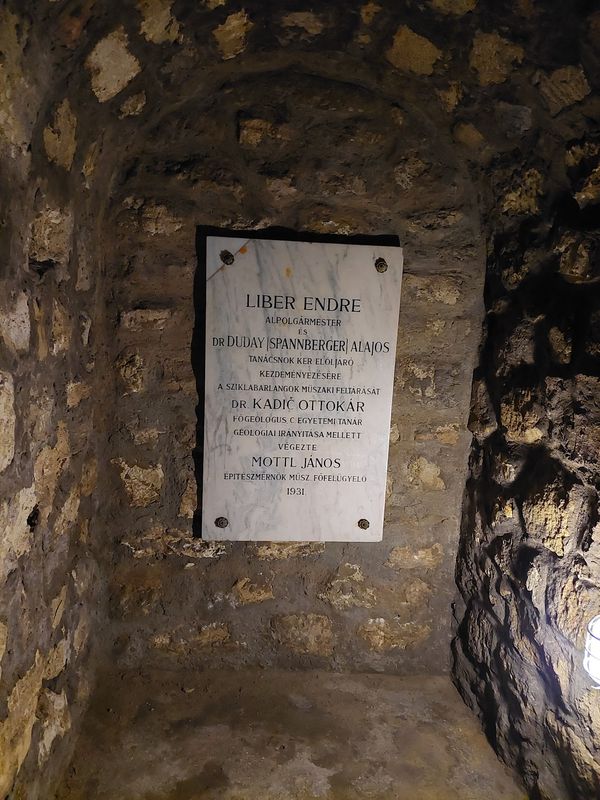 LIBER ENDRE
ALPOLGÁRMESTER
ÉS
DR DUDAY |SPANNBERGER| ALAJOS
TANÁCSNOK KER ELÖLJÁRÓ
KEZDEMÉNYEZÉSÉRE
A SZIKLABARLANGOK MŰSZAKI FELTÁRÁSÁT
DR. KADIĆ OTTOKÁR
FŐGEOLÓGUS C EGYETEMI TANÁR
GEOLÓGIAI IRÁNYÍTÁSA MELLETT
VÉGEZTE
MOTTL JÁNOS
ÉPITÉSZMÉRNÖK MŰSZ. FŐFELÜGYELŐ
1931.